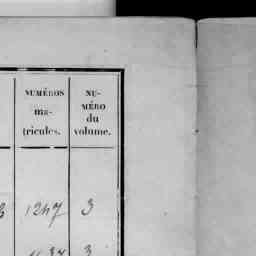 NUMÉROS
ma-
tricules.
NU-
MÉRO
du
volume.
1247 3
3